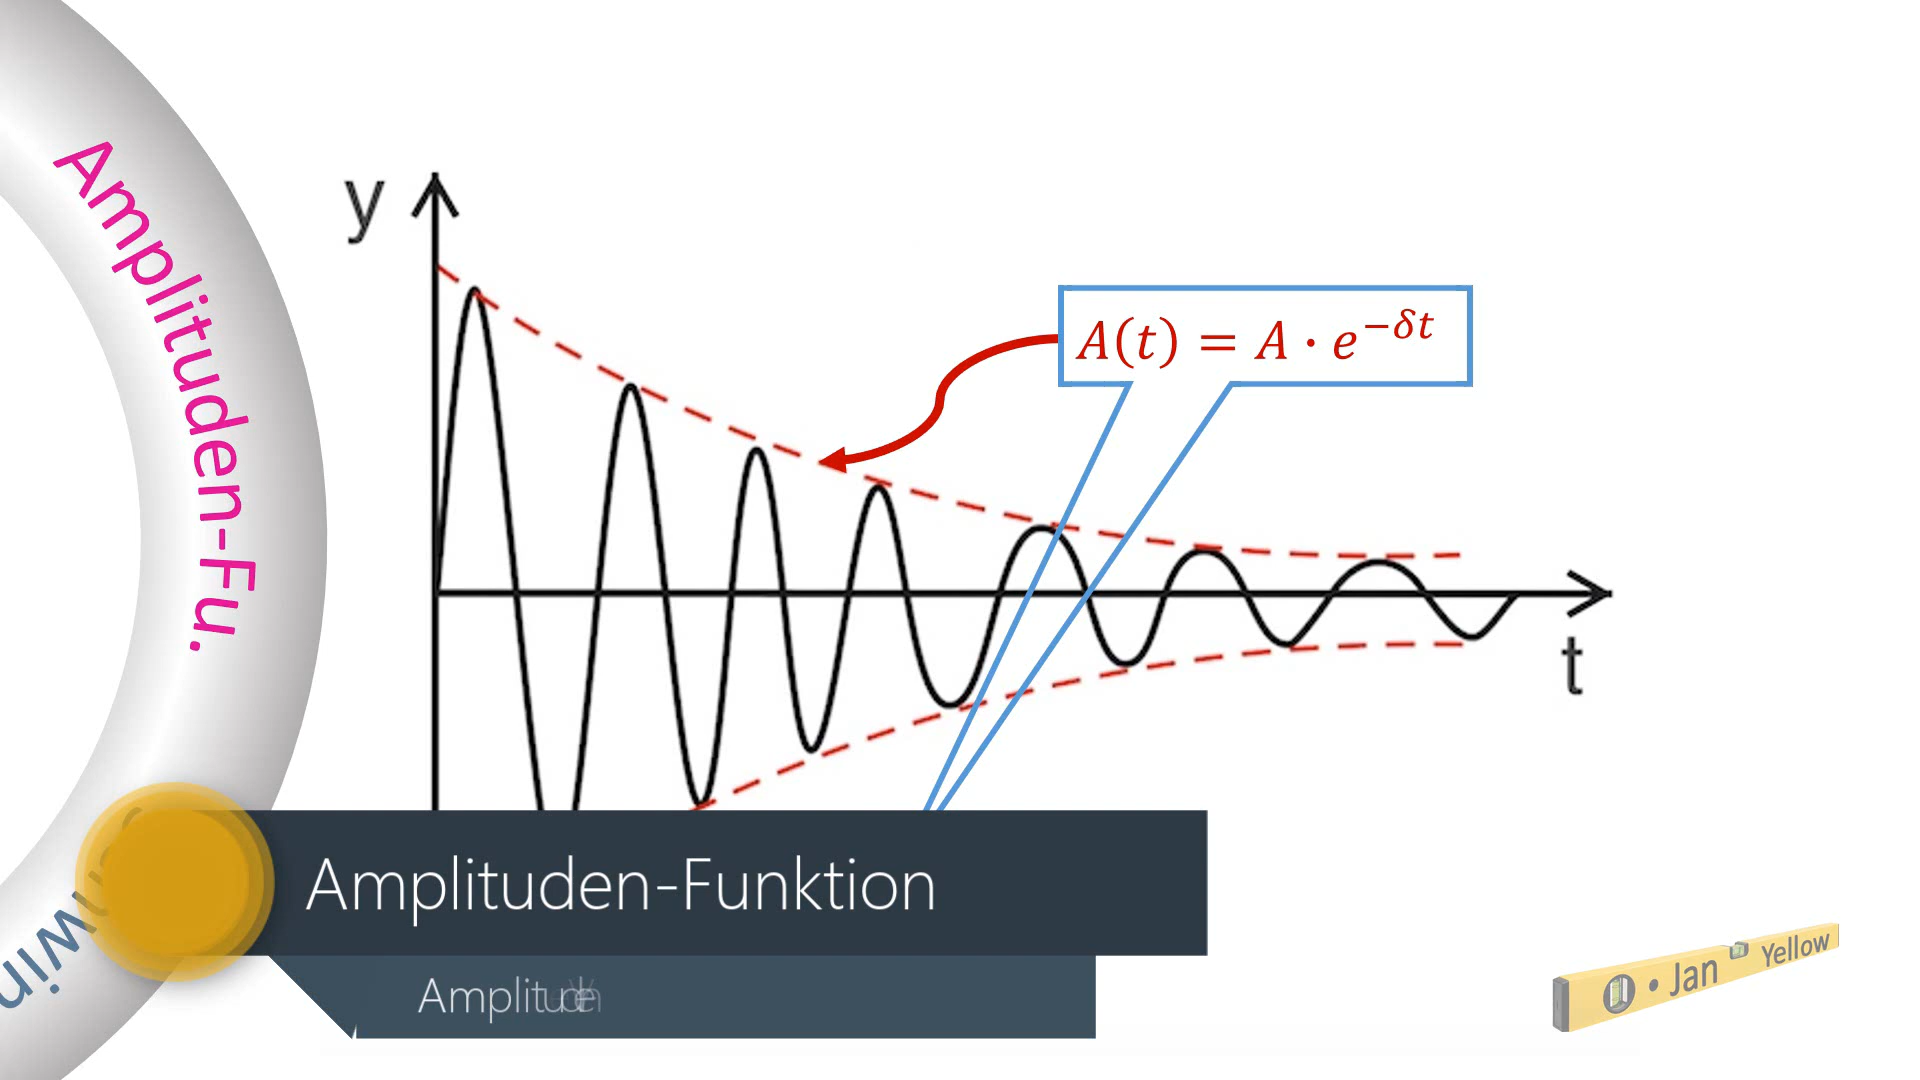 Amplituden-Fu.
y
A(t) = A · e^{-δt}
t
Amplituden-Funktion
• Jan Yellow